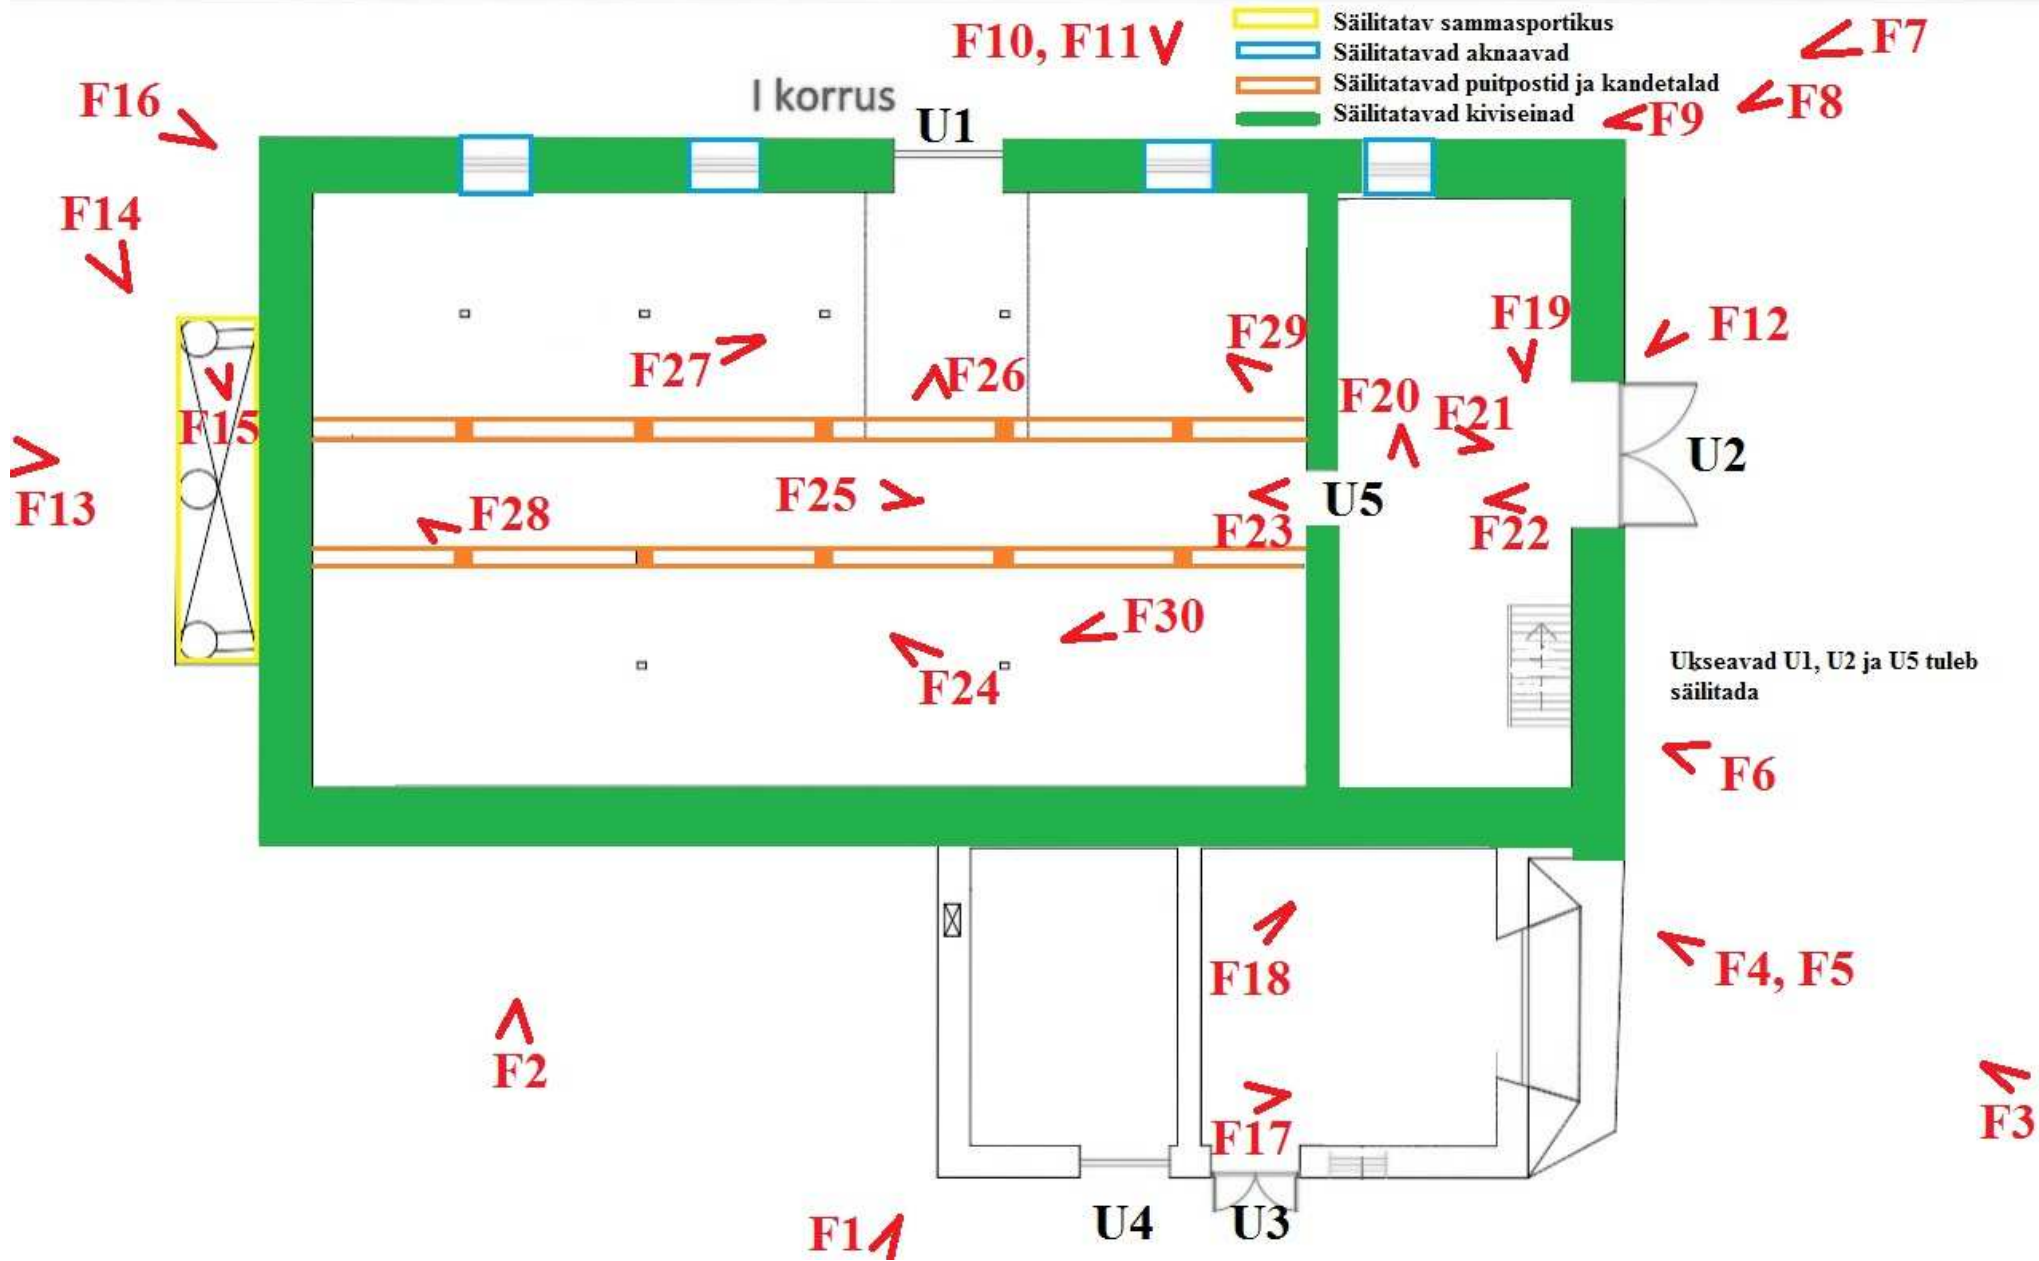 F10, F11
Säilitatav sammasportikus
Säilitatavad aknaavad
Säilitatavad puitpostid ja kandetalad
Säilitatavad kiviseinad
F7
F8
F9
F16
I korrus
U1
F14
F19
F12
F29
F27
F26
F20
F21
F15
U2
F13
F28
F25
U5
F23
F22
F30
F24
Ukseavad U1, U2 ja U5 tuleb
säilitada
F6
F18
F4, F5
F2
F17
F3
F1
U4
U3